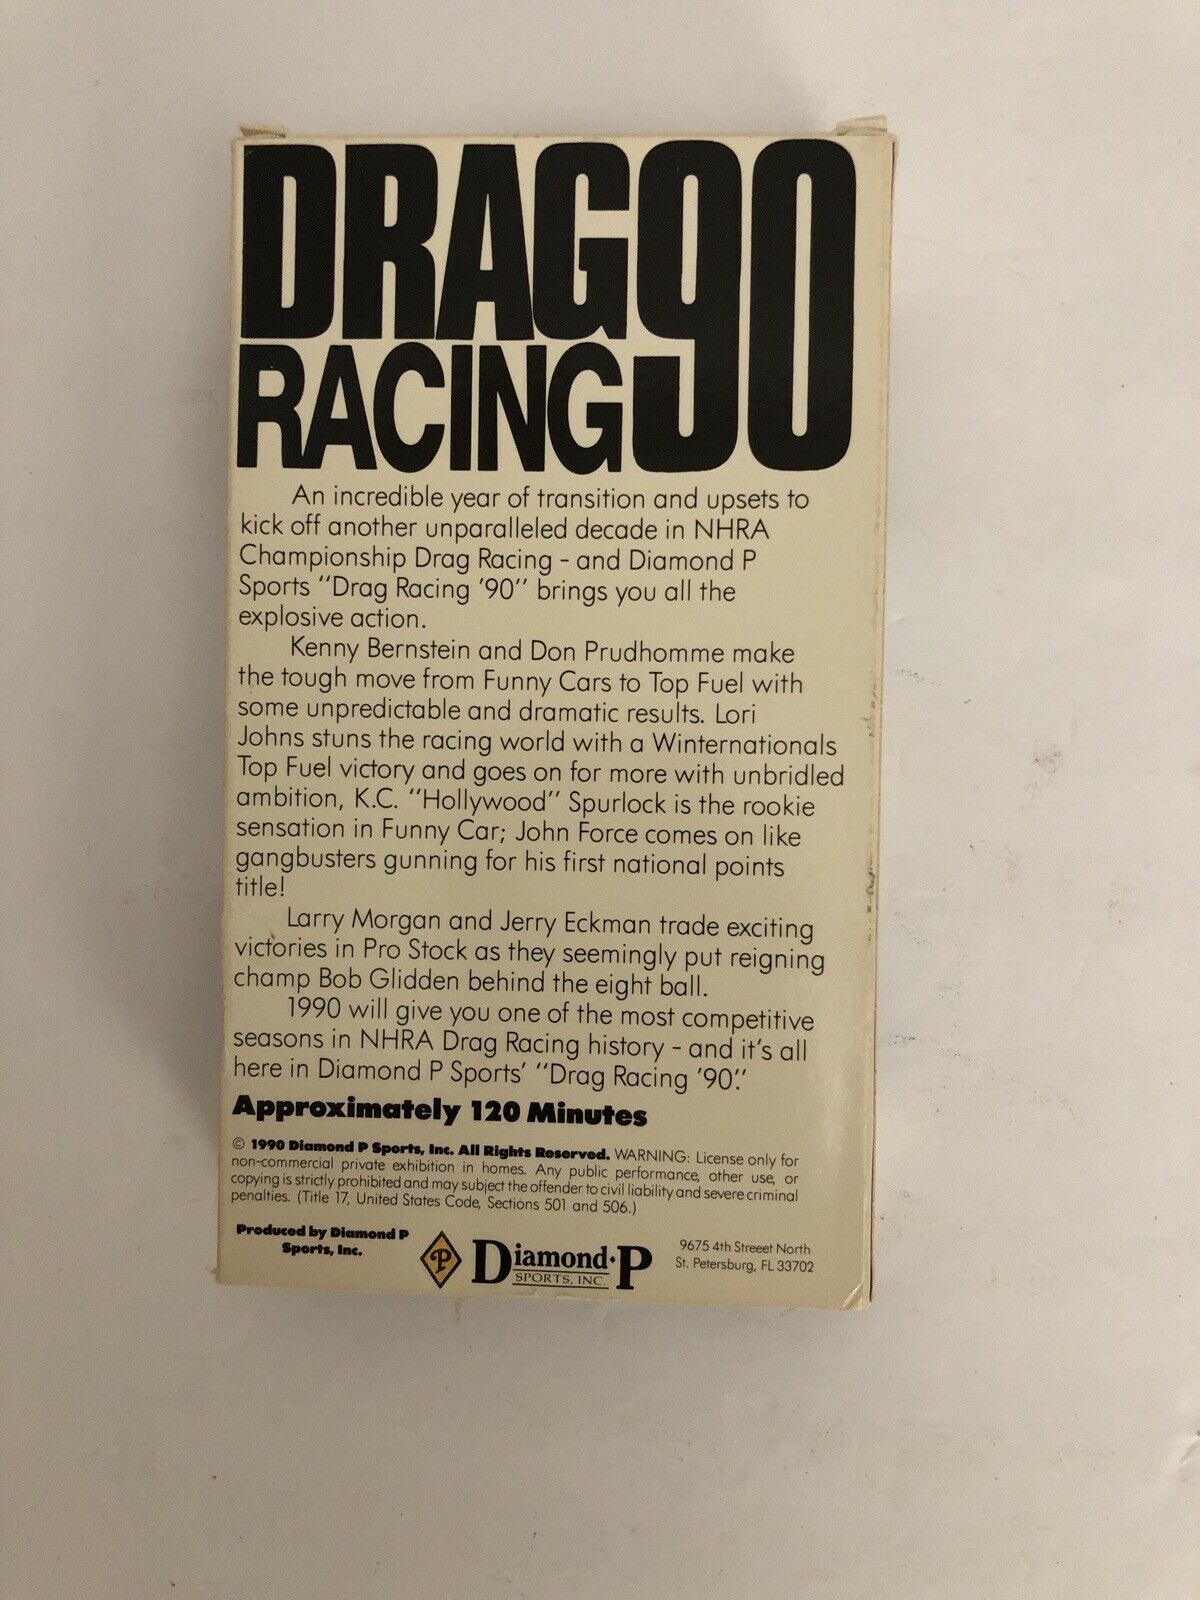 DRAG 90
RACING
An incredible year of transition and upsets to
kick off another unparalleled decade in NHRA
Championship Drag Racing - and Diamond P
Sports "Drag Racing '90" brings you all the
explosive action.
Kenny Bernstein and Don Prudhomme make
the tough move from Funny Cars to Top Fuel with
some unpredictable and dramatic results. Lori
Johns stuns the racing world with a Winternationals
Top Fuel victory and goes on for more with unbridled
ambition, K.C. "Hollywood" Spurlock is the rookie
sensation in Funny Car; John Force comes on like
gangbusters gunning for his first national points
title!
Larry Morgan and Jerry Eckman trade exciting
victories in Pro Stock as they seemingly put reigning
champ Bob Glidden behind the eight ball.
1990 will give you one of the most competitive
seasons in NHRA Drag Racing history - and it's all
here in Diamond P Sports' "Drag Racing '90."
Approximately 120 Minutes
© 1990 Diamond P Sports, Inc. All Rights Reserved. WARNING: License only for
non-commercial private exhibition in homes. Any public performance, other use, or
copying is strictly prohibited and may subject the offender to civil liability and severe criminal
penalties. (Title 17, United States Code, Sections 501 and 506.)
Produced by Diamond P
Sports, Inc.
P
Diamond·P
SPORTS, INC.
9675 4th Streeet North
St. Petersburg, FL 33702